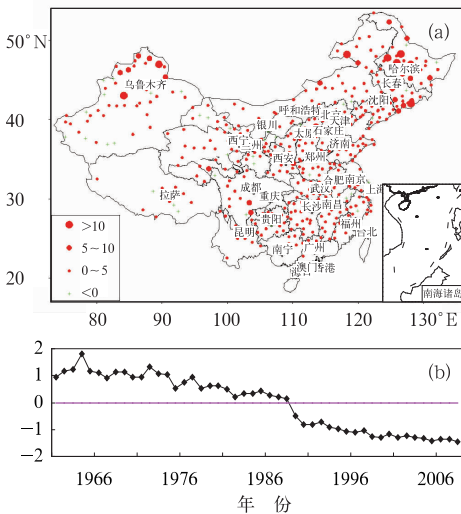 (a)
50°N
40
30
20
哈尔滨
长春
乌鲁木齐
沈阳
呼和浩特
北京
天津
银川
石家庄
太原
西宁
济南
兰州
西安
郑州
合肥
南京
上海
成都
武汉
拉萨
重庆
长沙
南昌
贵阳
福州
昆明
台北
南宁
广州
澳门
香港
>10
5~10
0~5
<0
南海诸岛
80 90 100 110 120 130°E
(b)
2
1
0
-1
-2
1966 1976 1986 1996 2006
年 份